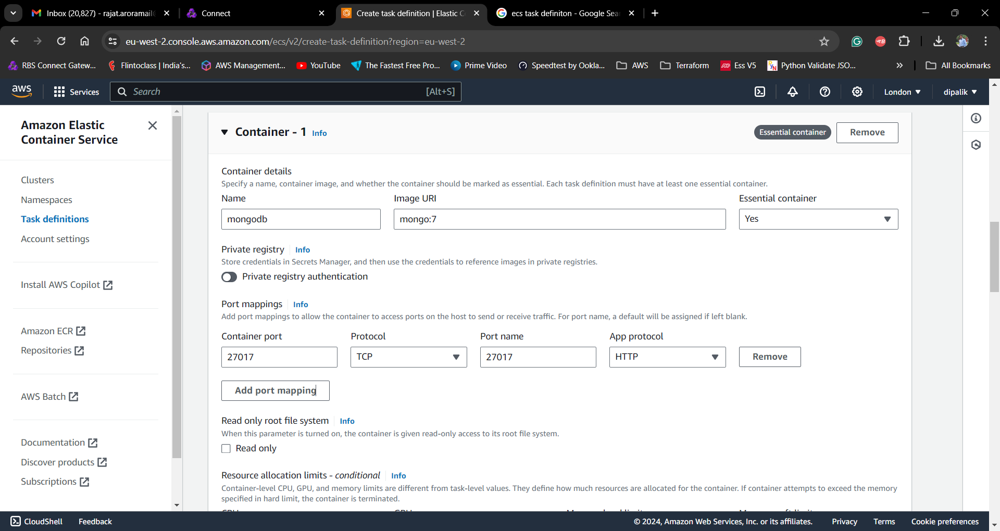 Inbox (20,827) - rajat.aroramail
Connect
Create task definition | Elastic C
ecs task definiton - Google Sea
eu-west-2.console.aws.amazon.com/ecs/v2/create-task-definition?region=eu-west-2
RBS Connect Gatew...
Flintoclass | India's...
AWS Management...
YouTube
The Fastest Free Pro...
Prime Video
Speedtest by Ookla...
AWS
Terraform
Ess V5
Python Validate JSO...
All Bookmarks
aws
Services
Search
[Alt+S]
London
dipalik
Amazon Elastic
Container Service
Clusters
Namespaces
Task definitions
Account settings
Install AWS Copilot
Amazon ECR
Repositories
AWS Batch
Documentation
Discover products
Subscriptions
Container - 1 Info
Essential container
Remove
Container details
Specify a name, container image, and whether the container should be marked as essential. Each task definition must have at least one essential container.
Name
Image URI
Essential container
mongodb
mongo:7
Yes
Private registry Info
Store credentials in Secrets Manager, and then use the credentials to reference images in private registries.
Private registry authentication
Port mappings Info
Add port mappings to allow the container to access ports on the host to send or receive traffic. For port name, a default will be assigned if left blank.
Container port
Protocol
Port name
App protocol
27017
TCP
27017
HTTP
Remove
Add port mapping
Read only root file system Info
When this parameter is turned on, the container is given read-only access to its root file system.
Read only
Resource allocation limits - conditional Info
Container-level CPU, GPU, and memory limits are different from task-level values. They define how much resources are allocated for the container. If container attempts to exceed the memory
specified in hard limit, the container is terminated.
CloudShell
Feedback
© 2024, Amazon Web Services, Inc. or its affiliates.
Privacy
Terms
Cookie preferences